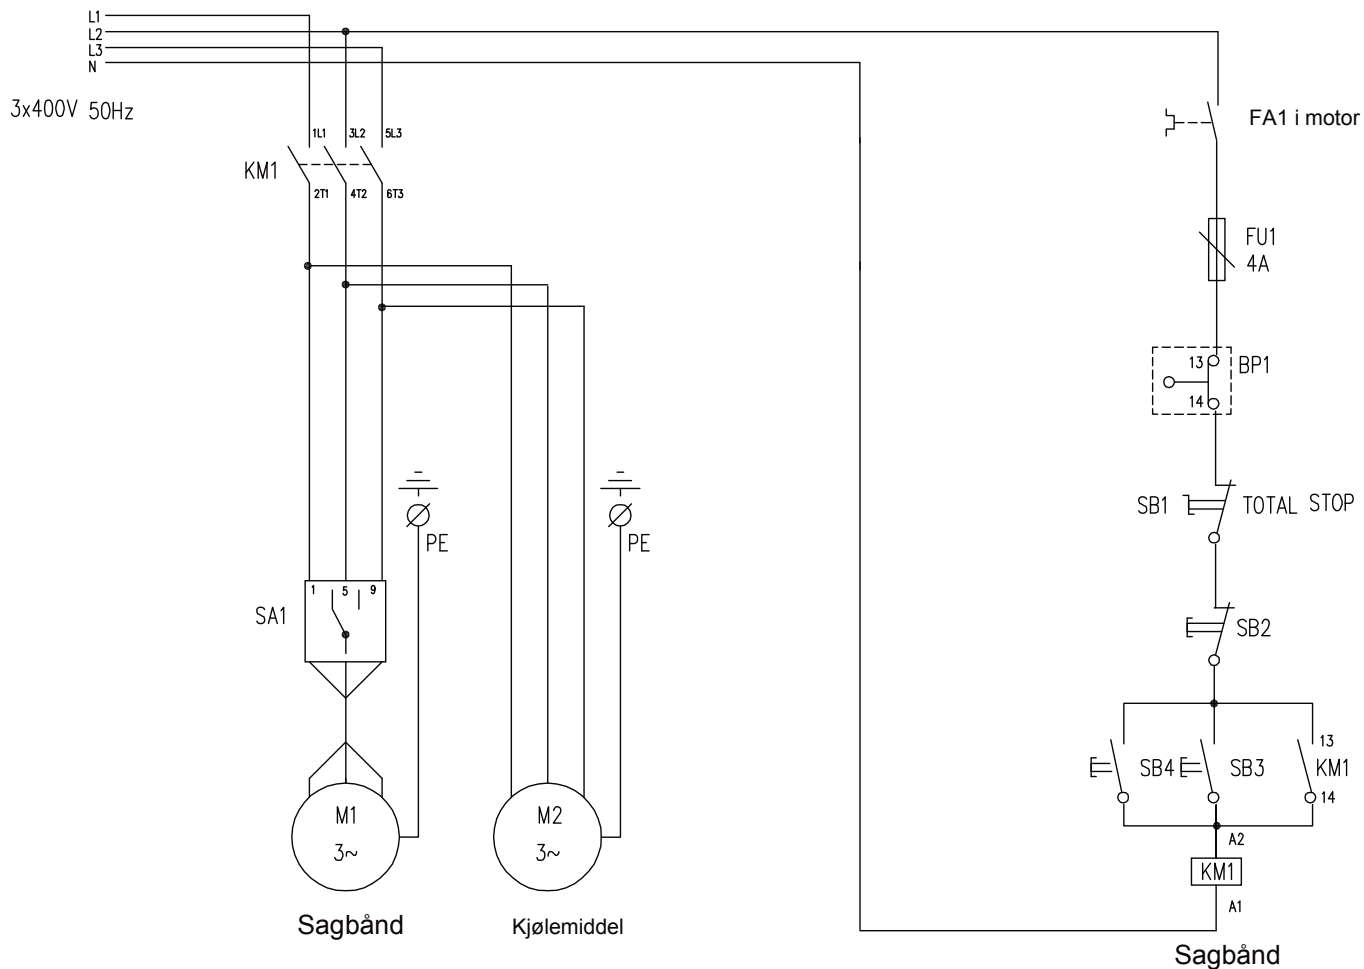 L1
L2
L3
N
3x400V 50Hz
FA1 i motor
1L1 3L2 5L3
KM1
2T1 4T2 6T3
FU1
4A
13 BP1
14
SB1 TOTAL STOP
PE PE
1 5 9
SA1
SB2
13
SB4 SB3 KM1
14
M1 M2
3~ 3~
A2
KM1
A1
Sagbånd Kjølemiddel
Sagbånd